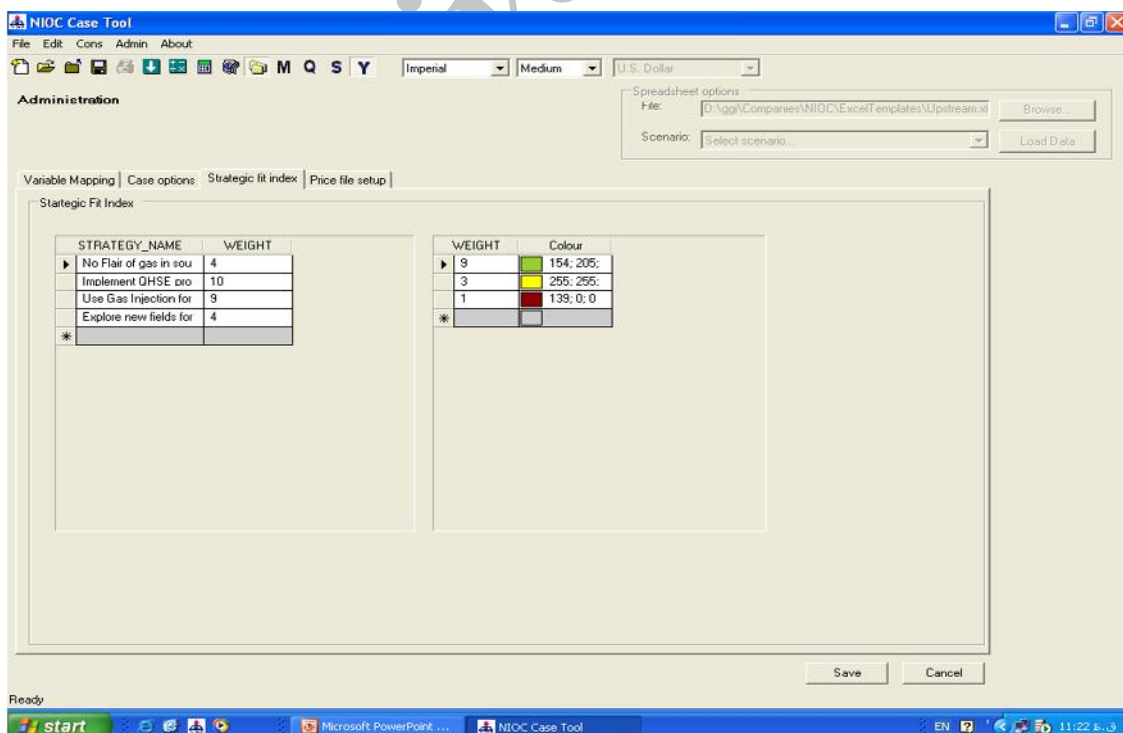 NIOC Case Tool
File Edit Cons Admin About
M Q S Y Imperial Medium U.S. Dollar
Administration
Spreadsheet options
File: D:\ggi\Companies\NIOC\ExcelTemplates\Upstream.xl Browse...
Scenario: Select scenario... Load Data
Variable Mapping Case options Strategic fit index Price file setup
Startegic Fit Index
STRATEGY_NAME WEIGHT
No Flair of gas in sou 4
Implement QHSE pro 10
Use Gas Injection for 9
Explore new fields for 4
WEIGHT Colour
9 154; 205;
3 255; 255;
1 139; 0; 0
Save Cancel
Ready
start Microsoft PowerPoint ... NIOC Case Tool EN 11:22 ق.ظ